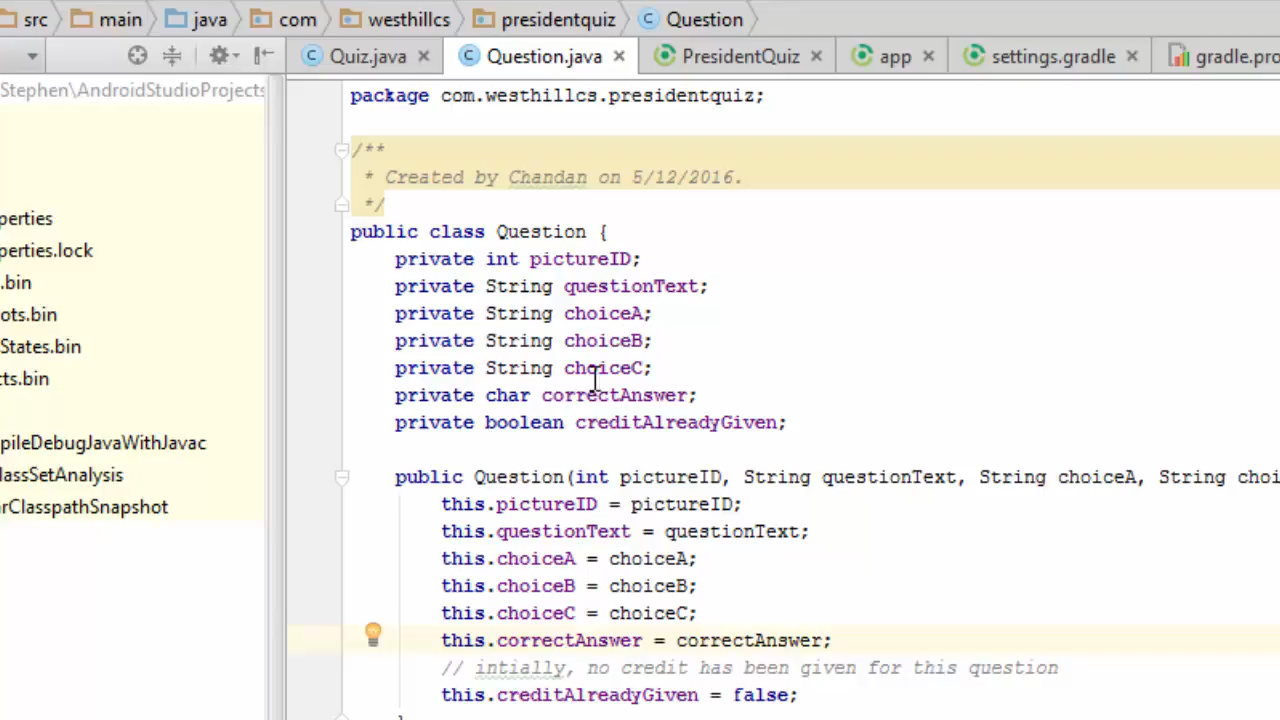 src main java com westhillcs presidentquiz Question
Quiz.java Question.java PresidentQuiz app settings.gradle gradle.pro
Stephen\AndroidStudioProjects
perties
perties.lock
.bin
ots.bin
States.bin
cts.bin
pileDebugJavaWithJavac
lassSetAnalysis
arClasspathSnapshot
package com.westhillcs.presidentquiz;
/**
* Created by Chandan on 5/12/2016.
*/
public class Question {
private int pictureID;
private String questionText;
private String choiceA;
private String choiceB;
private String choiceC;
private char correctAnswer;
private boolean creditAlreadyGiven;
public Question(int pictureID, String questionText, String choiceA, String choi
this.pictureID = pictureID;
this.questionText = questionText;
this.choiceA = choiceA;
this.choiceB = choiceB;
this.choiceC = choiceC;
this.correctAnswer = correctAnswer;
// intially, no credit has been given for this question
this.creditAlreadyGiven = false;